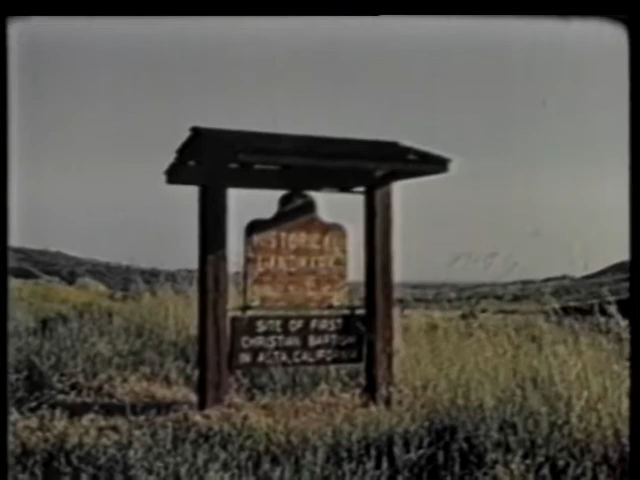 HISTORICAL
LANDMARK
SITE OF FIRST
CHRISTIAN BAPTISM
IN ALTA, CALIFORNIA